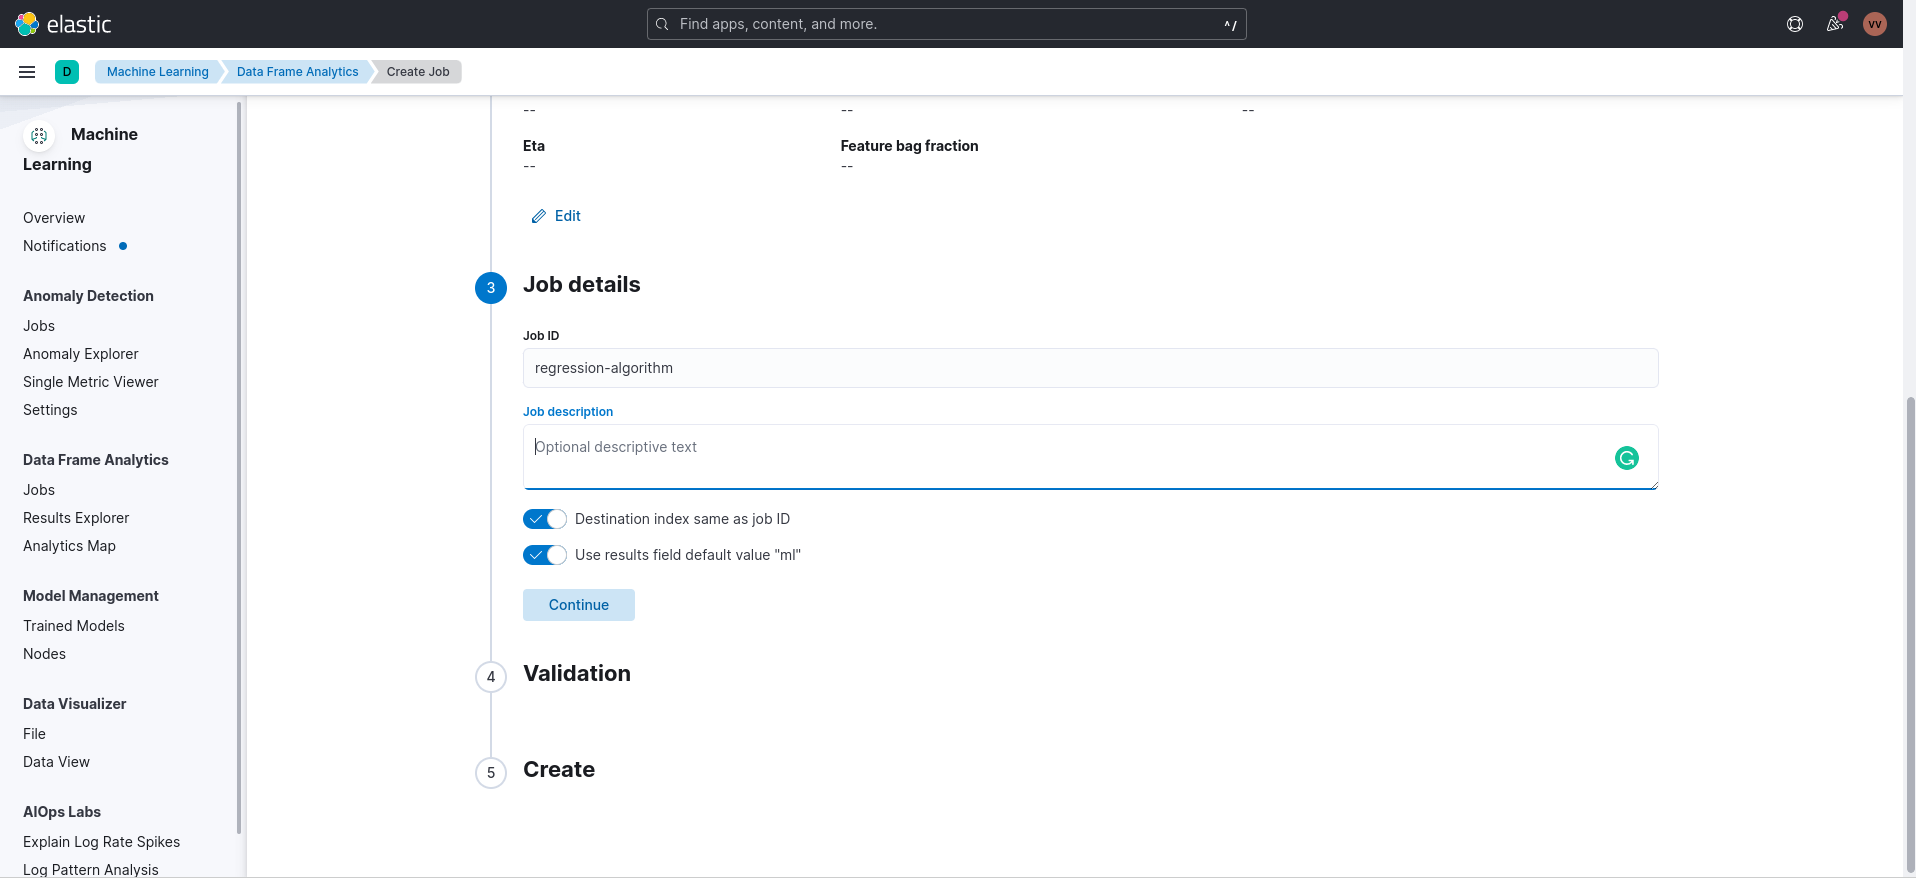 elastic
Find apps, content, and more.
^/
VV
D
Machine Learning
Data Frame Analytics
Create Job
Machine
Learning
Overview
Notifications
Anomaly Detection
Jobs
Anomaly Explorer
Single Metric Viewer
Settings
Data Frame Analytics
Jobs
Results Explorer
Analytics Map
Model Management
Trained Models
Nodes
Data Visualizer
File
Data View
AIOps Labs
Explain Log Rate Spikes
Log Pattern Analysis
-- -- --
Eta Feature bag fraction
-- --
Edit
3 Job details
Job ID
regression-algorithm
Job description
Optional descriptive text
Destination index same as job ID
Use results field default value "ml"
Continue
4 Validation
5 Create